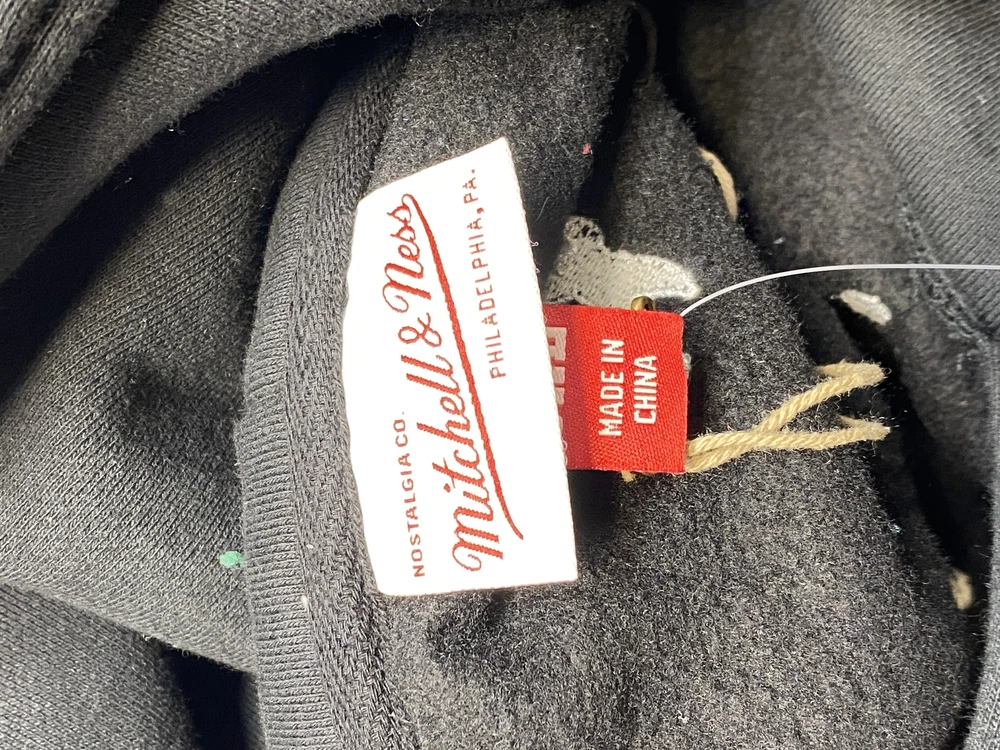 NOSTALGIA CO.
Mitchell & Ness
PHILADELPHIA, PA.
MADE IN
CHINA